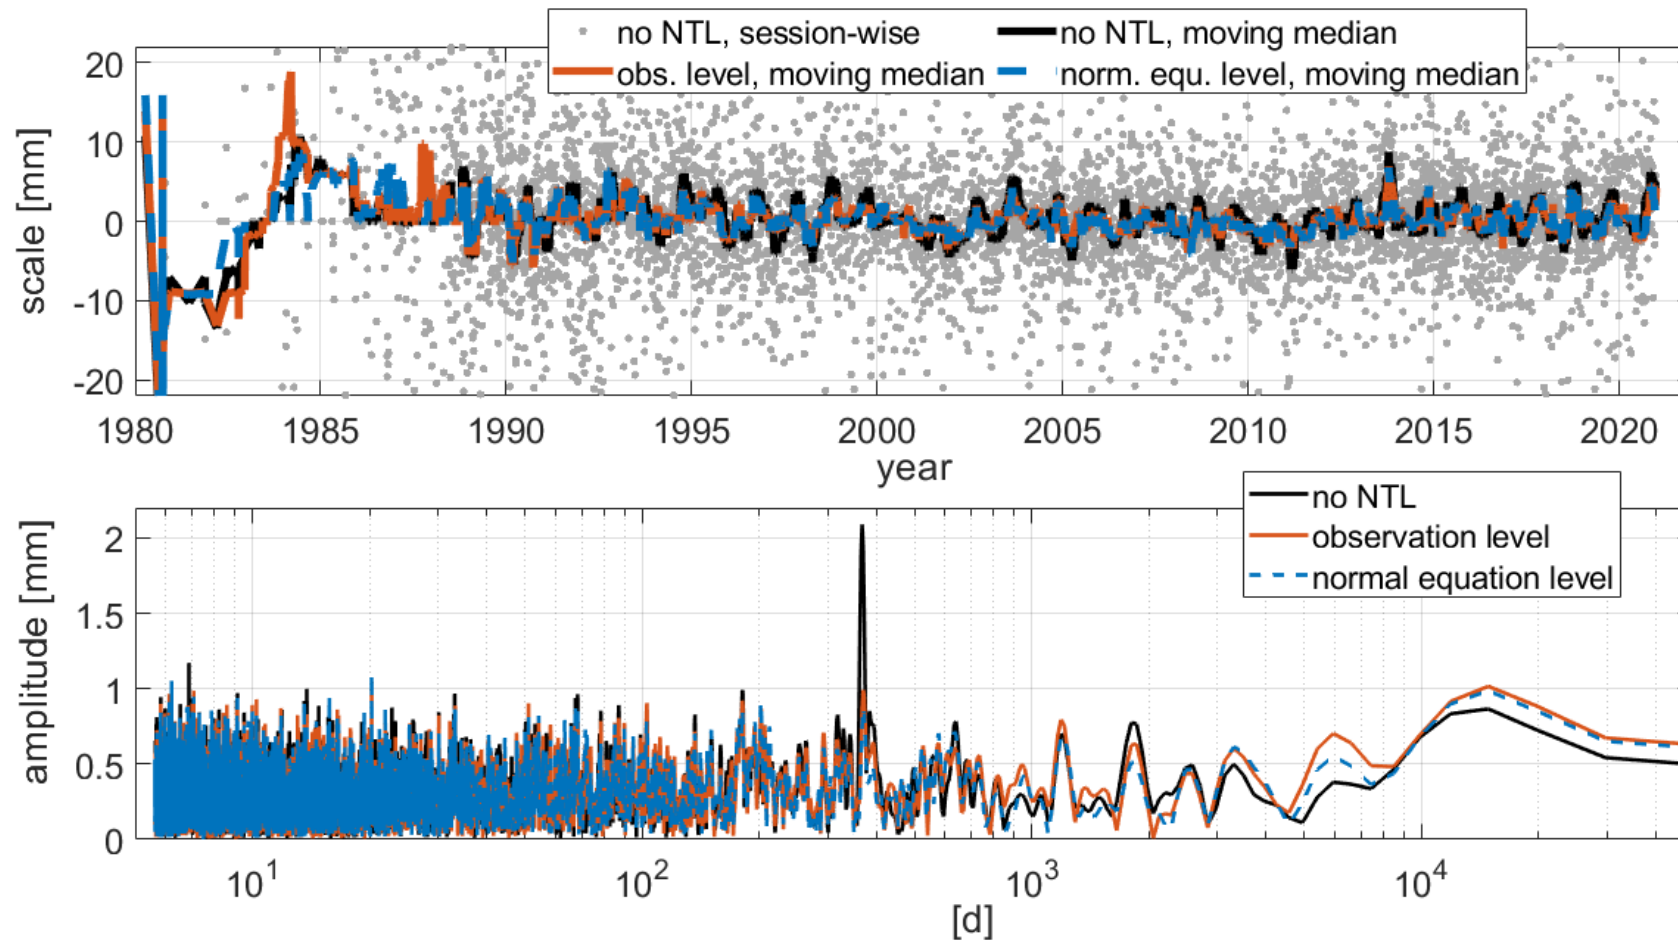 no NTL, session-wise no NTL, moving median
obs. level, moving median norm. equ. level, moving median
20
10
0
-10
-20
scale [mm]
1980 1985 1990 1995 2000 2005 2010 2015 2020
year
no NTL
observation level
normal equation level
2
1.5
1
0.5
0
amplitude [mm]
10^1 10^2 10^3 10^4
[d]